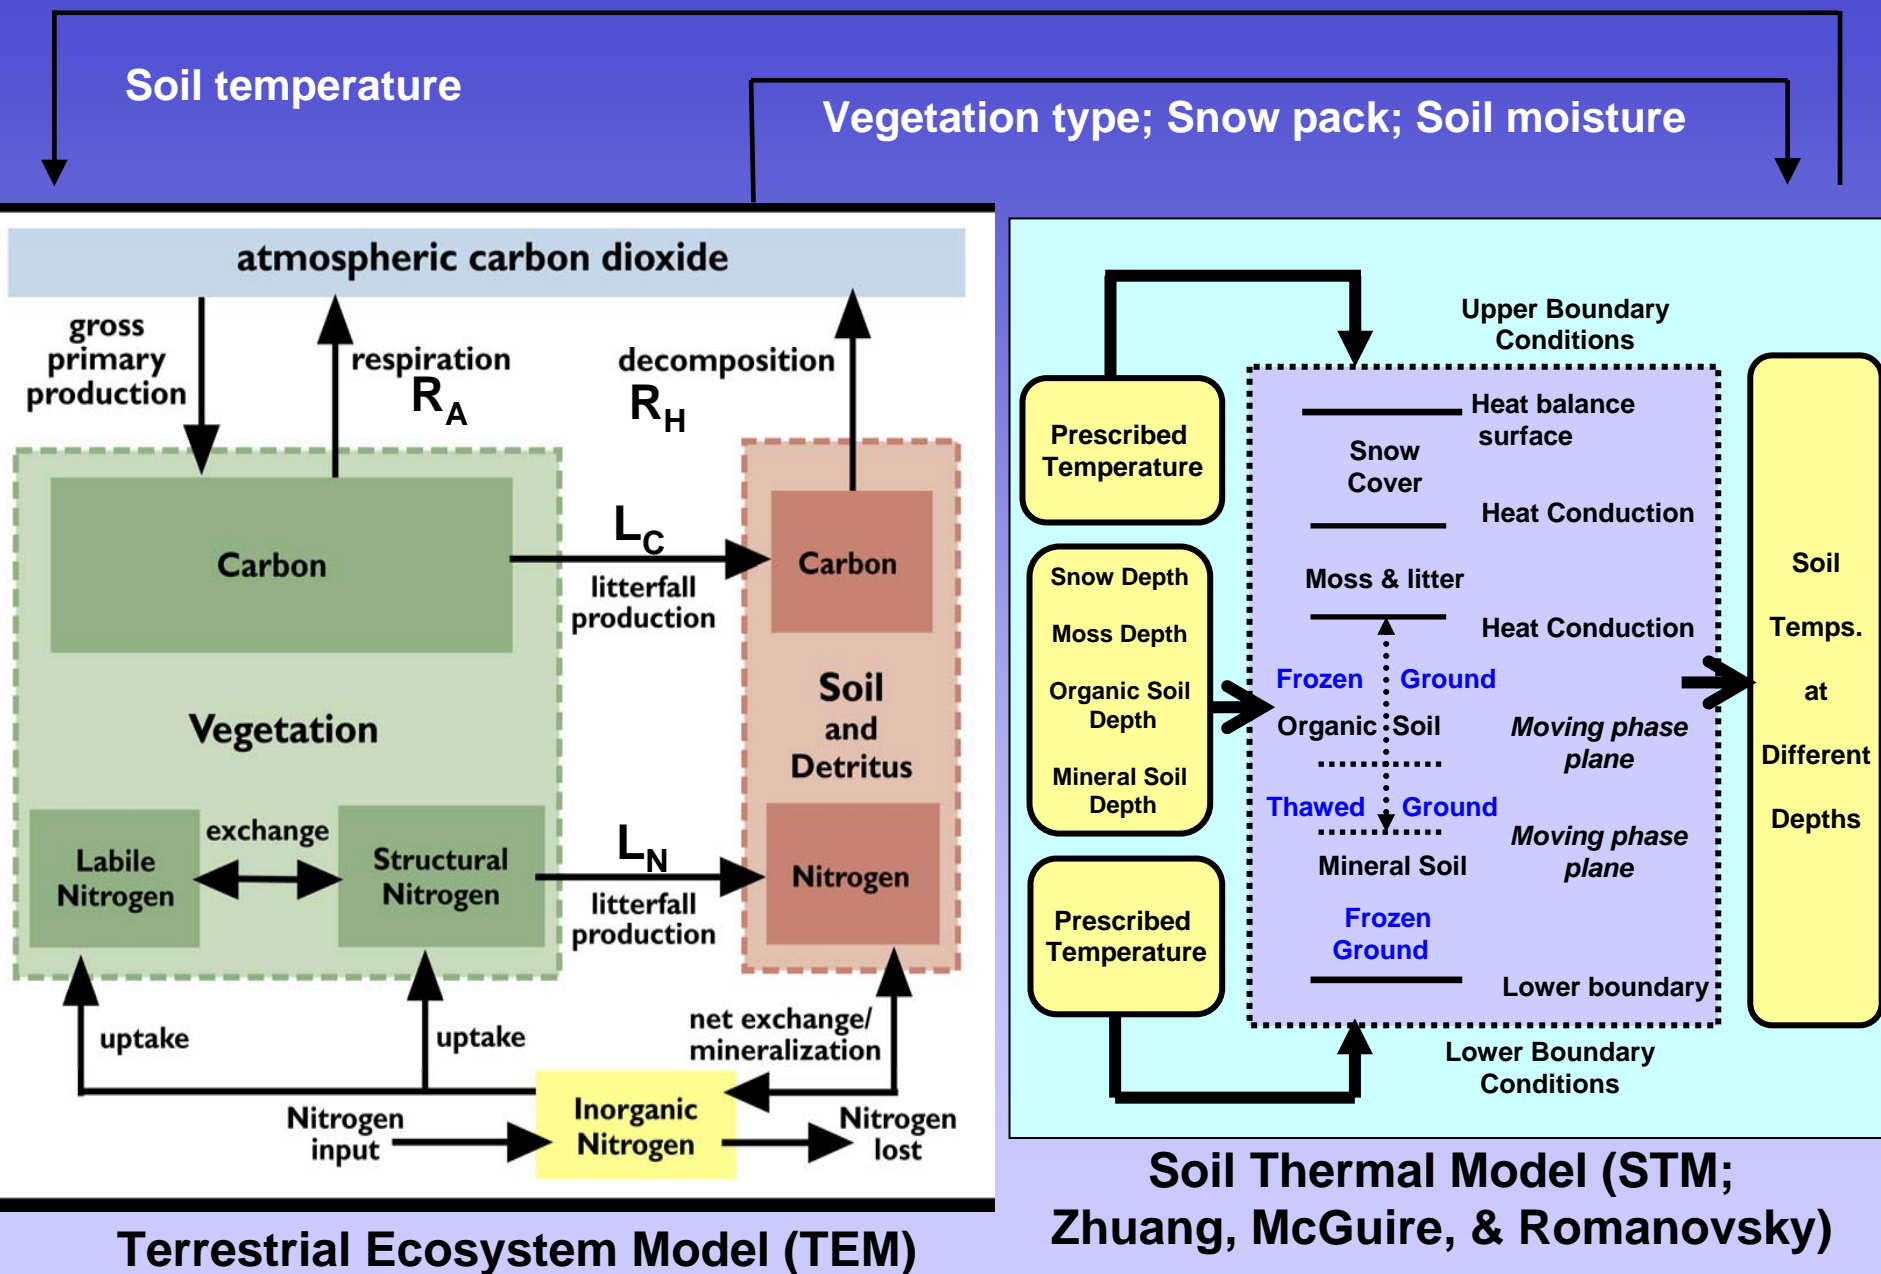 Soil temperature
Vegetation type; Snow pack; Soil moisture
atmospheric carbon dioxide
gross
primary
production
respiration
R_A
decomposition
R_H
Carbon
L_C
litterfall
production
Carbon
Vegetation
Soil
and
Detritus
Labile
Nitrogen
exchange
Structural
Nitrogen
L_N
litterfall
production
Nitrogen
uptake
uptake
net exchange/
mineralization
Nitrogen
input
Inorganic
Nitrogen
Nitrogen
lost
Terrestrial Ecosystem Model (TEM)
Upper Boundary
Conditions
Prescribed
Temperature
Heat balance
surface
Snow
Cover
Heat Conduction
Snow Depth
Moss Depth
Organic Soil
Depth
Mineral Soil
Depth
Moss & litter
Heat Conduction
Frozen Ground
Organic Soil
Moving phase
plane
Thawed Ground
Moving phase
plane
Mineral Soil
Prescribed
Temperature
Frozen
Ground
Lower boundary
Lower Boundary
Conditions
Soil
Temps.
at
Different
Depths
Soil Thermal Model (STM;
Zhuang, McGuire, & Romanovsky)